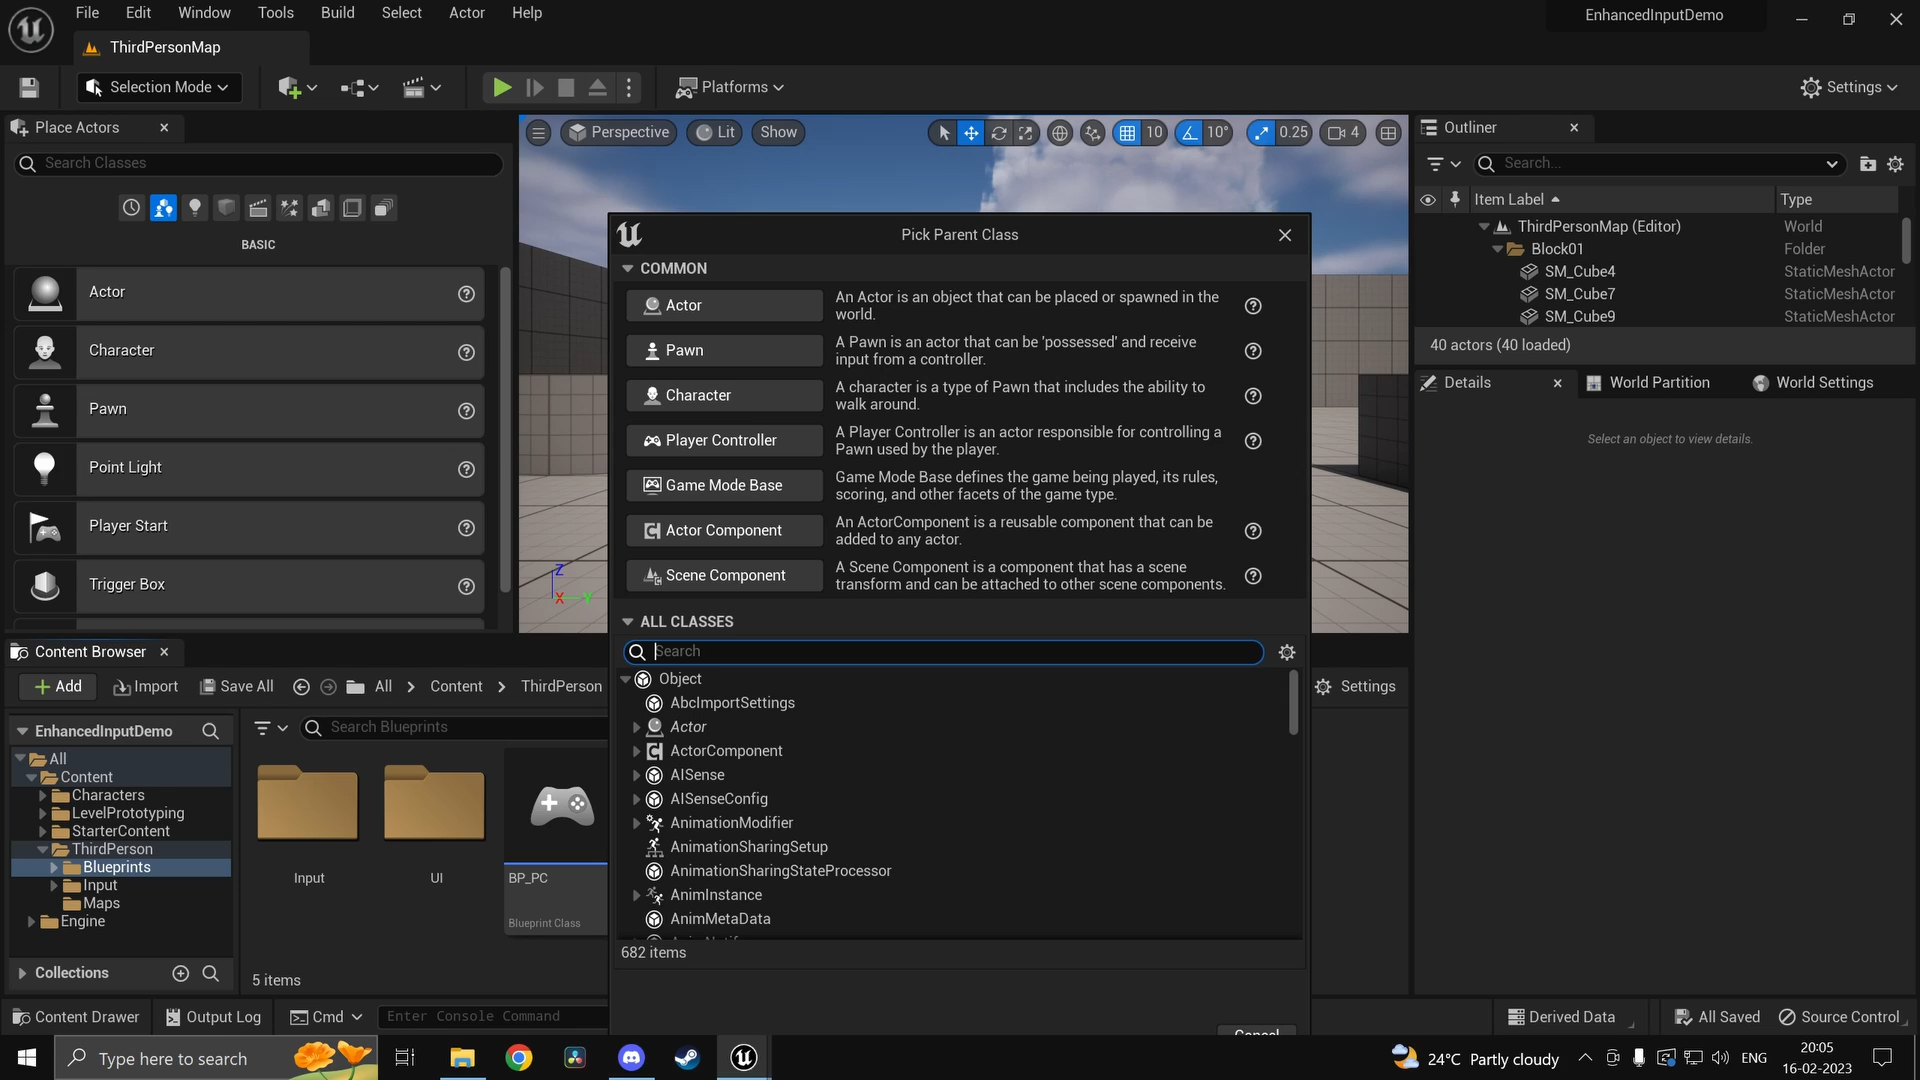 File Edit Window Tools Build Select Actor Help
EnhancedInputDemo
ThirdPersonMap
Selection Mode
Platforms
Settings
Place Actors
Search Classes
BASIC
Actor
Character
Pawn
Point Light
Player Start
Trigger Box
Perspective Lit Show
10 10° 0.25 4
Z
X Y
Outliner
Search...
Item Label Type
ThirdPersonMap (Editor) World
Block01 Folder
SM_Cube4 StaticMeshActor
SM_Cube7 StaticMeshActor
SM_Cube9 StaticMeshActor
40 actors (40 loaded)
Details World Partition World Settings
Select an object to view details.
Pick Parent Class
COMMON
Actor
An Actor is an object that can be placed or spawned in the
world.
Pawn
A Pawn is an actor that can be 'possessed' and receive
input from a controller.
Character
A character is a type of Pawn that includes the ability to
walk around.
Player Controller
A Player Controller is an actor responsible for controlling a
Pawn used by the player.
Game Mode Base
Game Mode Base defines the game being played, its rules,
scoring, and other facets of the game type.
Actor Component
An ActorComponent is a reusable component that can be
added to any actor.
Scene Component
A Scene Component is a component that has a scene
transform and can be attached to other scene components.
ALL CLASSES
Search
Object
AbcImportSettings
Actor
ActorComponent
AISense
AISenseConfig
AnimationModifier
AnimationSharingSetup
AnimationSharingStateProcessor
AnimInstance
AnimMetaData
682 items
Cancel
Content Browser
Add Import Save All All Content ThirdPerson
Settings
EnhancedInputDemo
Search Blueprints
All
Content
Characters
LevelPrototyping
StarterContent
ThirdPerson
Blueprints
Input
Maps
Engine
Collections
Input
UI
BP_PC
Blueprint Class
5 items
Content Drawer Output Log Cmd Enter Console Command
Derived Data All Saved Source Control
Type here to search
24°C Partly cloudy
ENG
20:05
16-02-2023